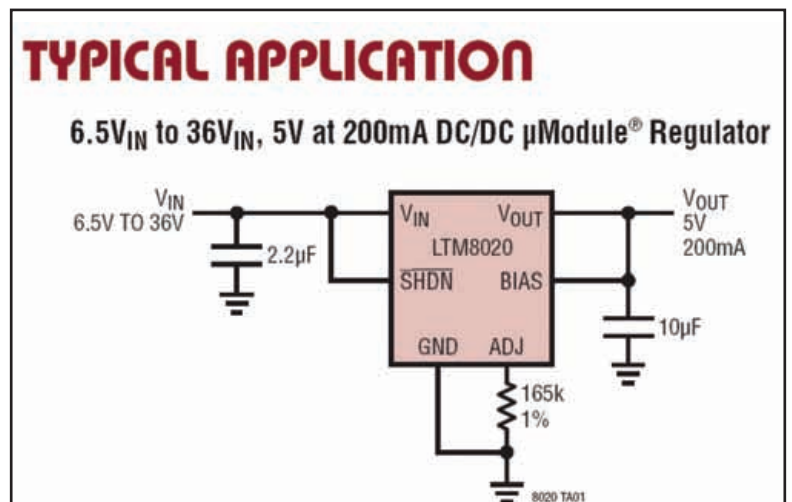 TYPICAL APPLICATION
6.5VIN to 36VIN, 5V at 200mA DC/DC µModule® Regulator
VIN
6.5V TO 36V
2.2µF
VIN
VOUT
LTM8020
SHDN
BIAS
GND
ADJ
VOUT
5V
200mA
10µF
165k
1%
8020 TA01